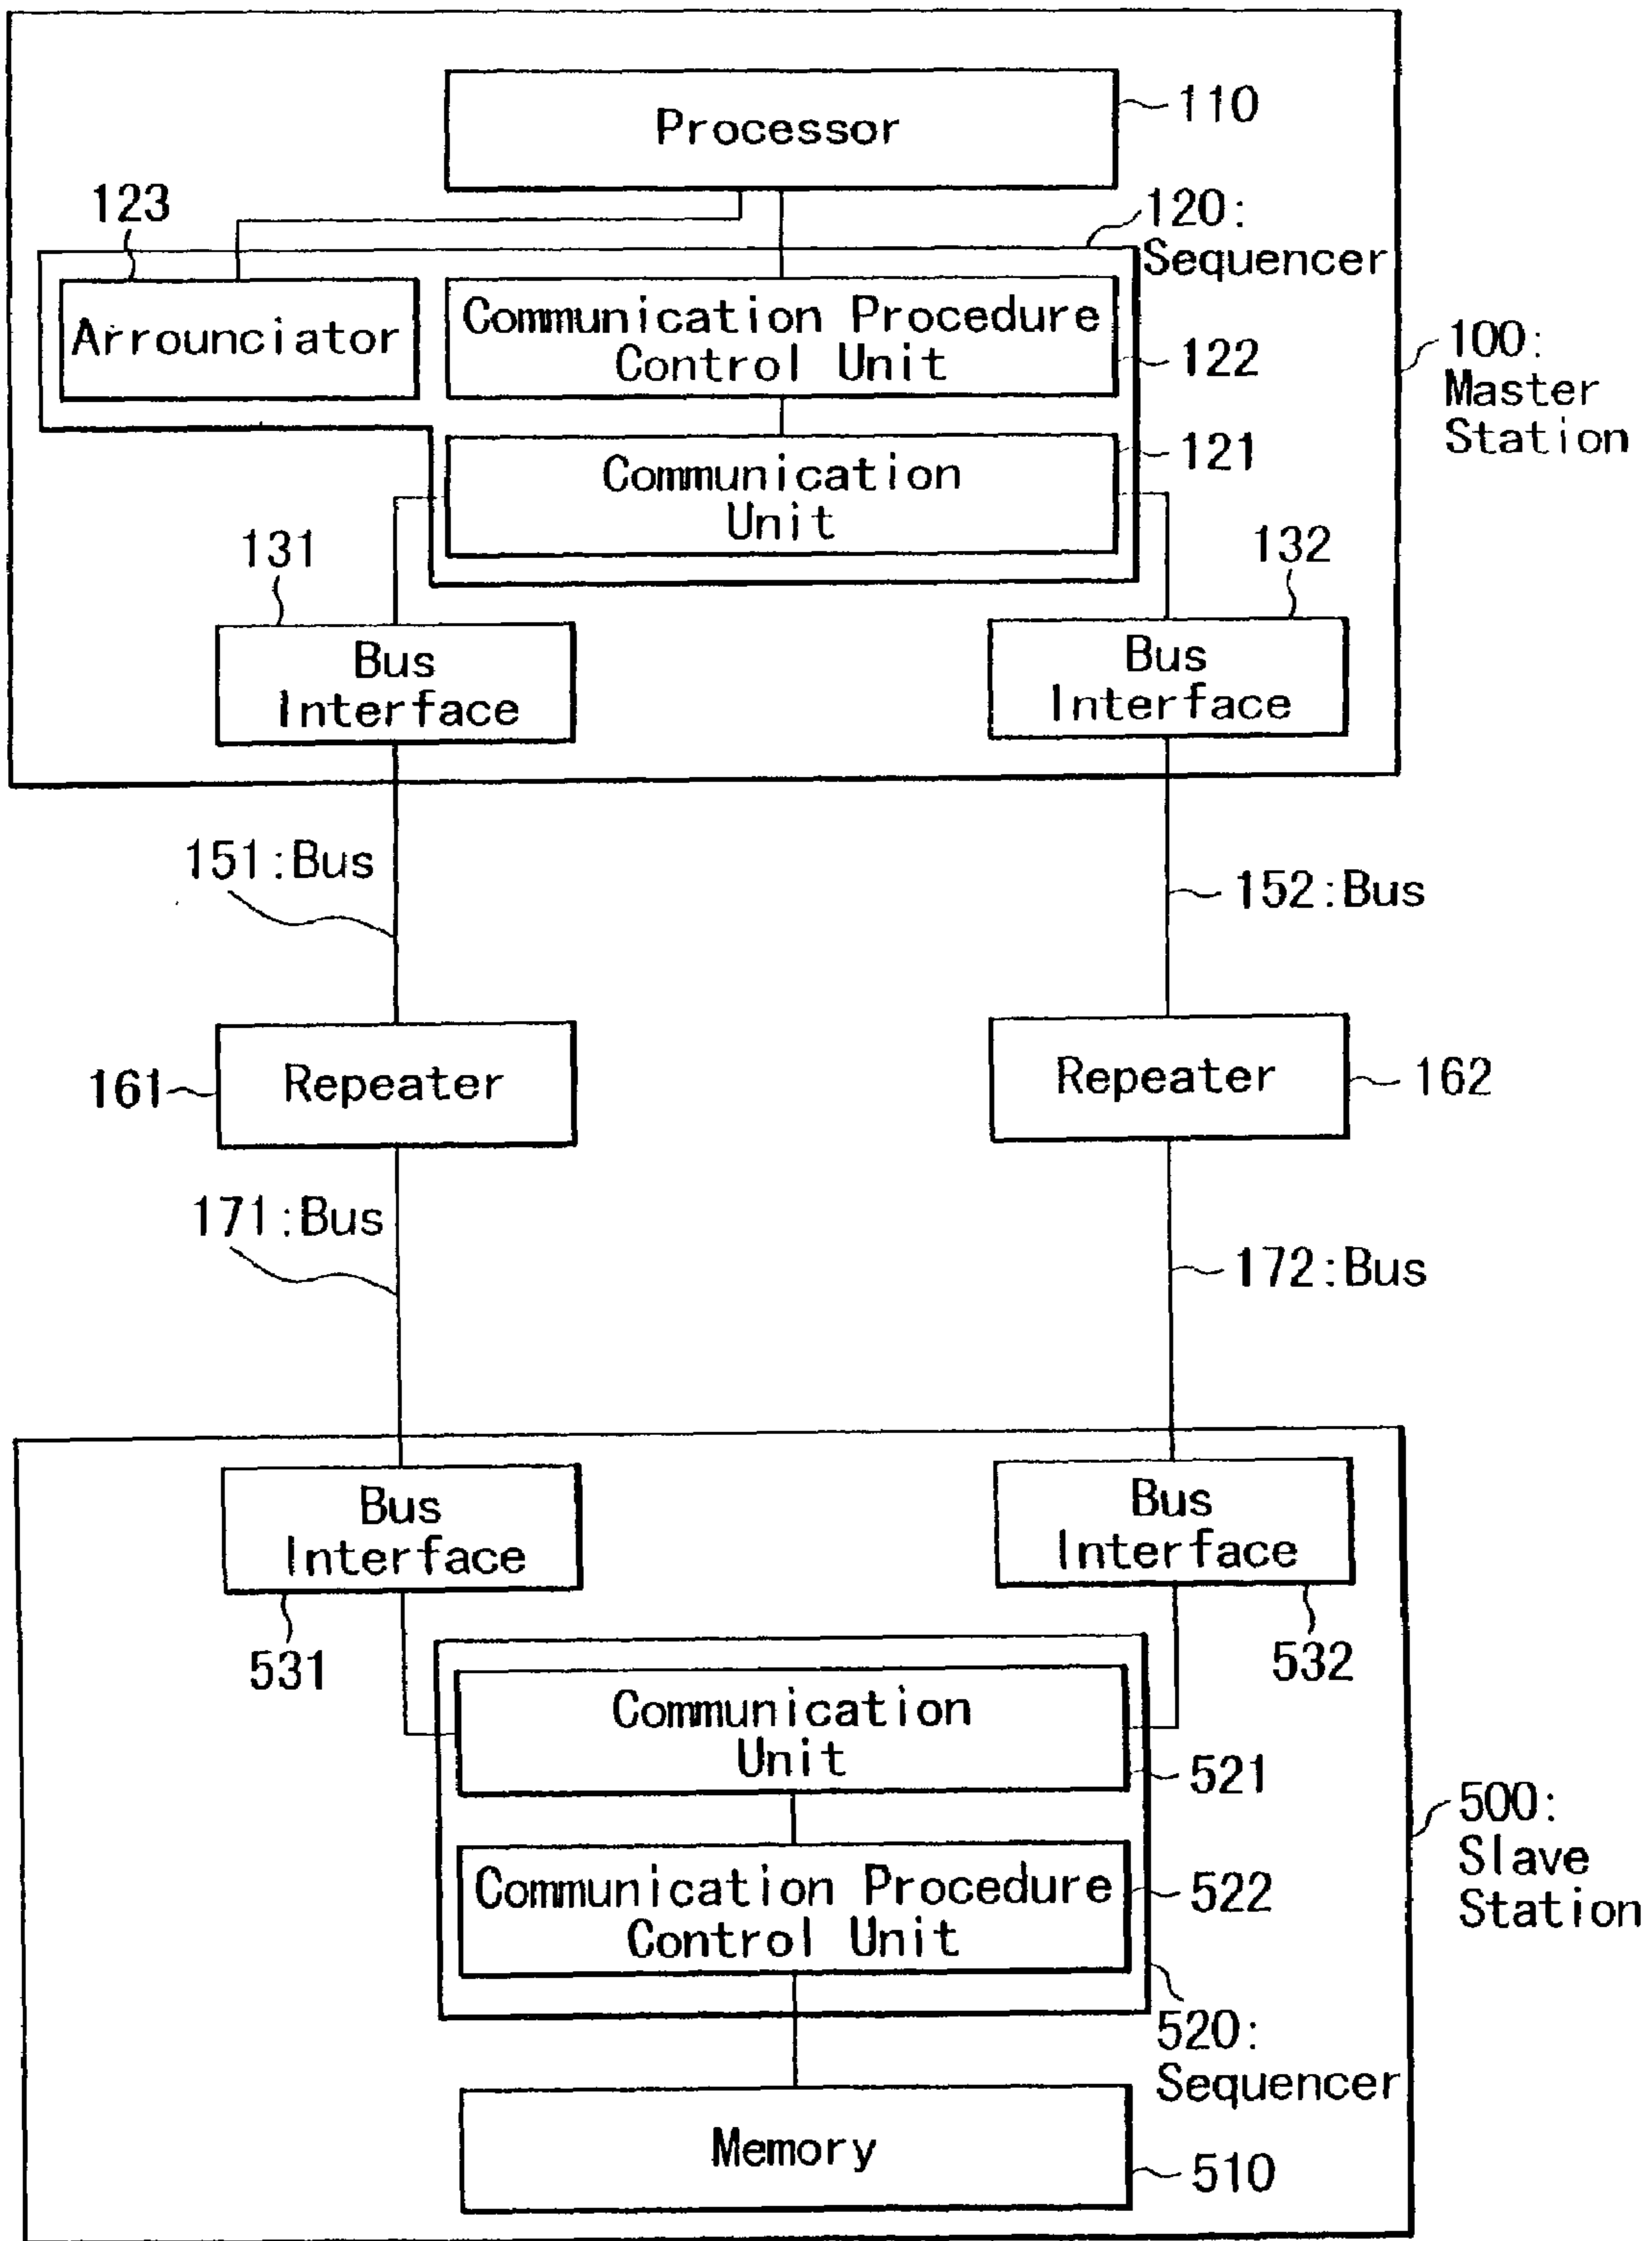 110
Processor
123
120:
Sequencer
Arrounciator
Communication Procedure
Control Unit
122
100:
Master
Station
Communication
Unit
121
131
132
Bus
Interface
Bus
Interface
151:Bus
152:Bus
161
Repeater
Repeater
162
171:Bus
172:Bus
Bus
Interface
Bus
Interface
531
532
Communication
Unit
521
500:
Slave
Station
Communication Procedure
Control Unit
522
520:
Sequencer
Memory
510